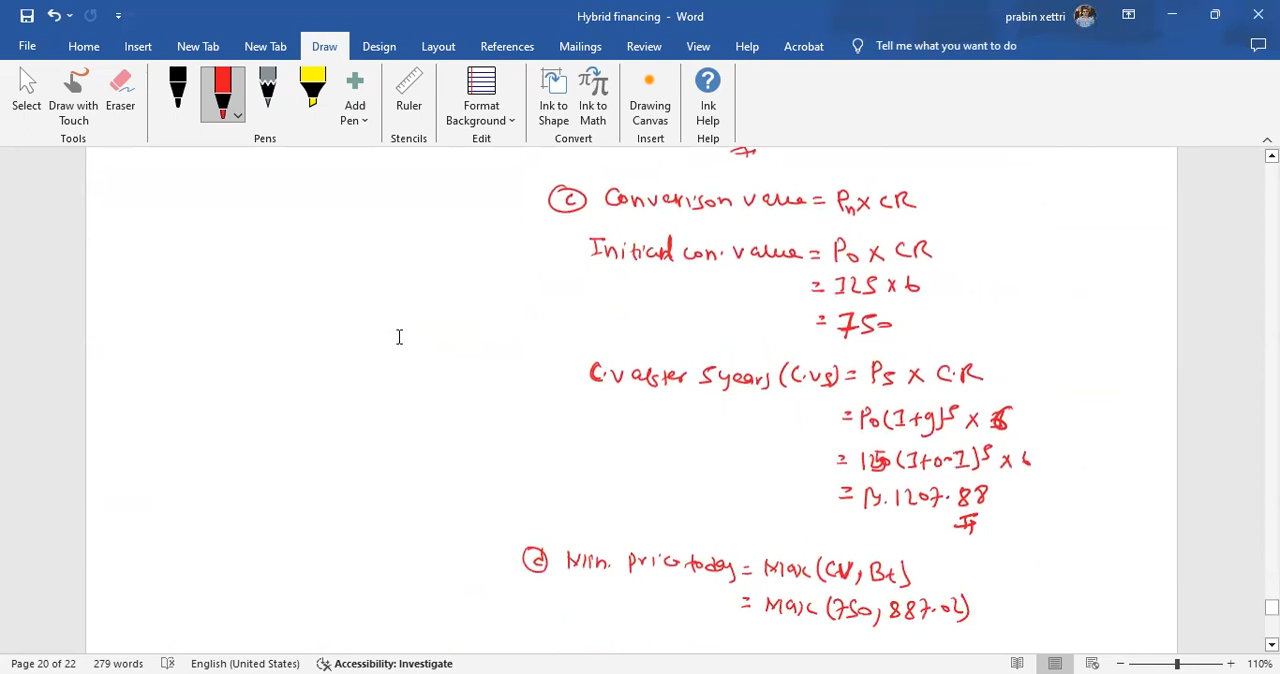 Hybrid financing - Word
prabin xettri
File Home Insert New Tab New Tab Draw Design Layout References Mailings Review View Help Acrobat Tell me what you want to do
Select Draw with Touch Eraser Add Pen Ruler Format Background Ink to Shape Ink to Math Drawing Canvas Ink Help
Tools Pens Stencils Edit Convert Insert Help
(c) Conversion value = Pn x CR
Initial con. value = P0 x CR
= 125 x 6
= 750
C.V after 5 years (C.V5) = P5 x C.R
= P0(1+g)^5 x 6
= 125 (1+0.1)^5 x 6
= 1207.88
(d) Min. price today = Max (CV, Bt)
= Max (750, 887.02)
Page 20 of 22 279 words English (United States) Accessibility: Investigate 110%